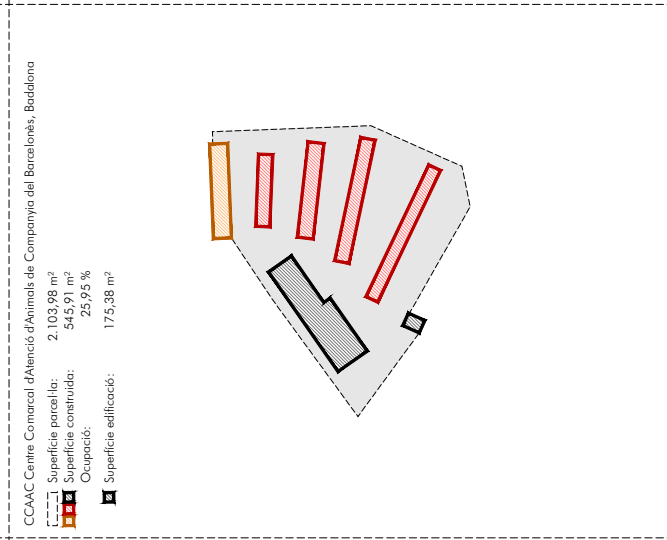 CCAAC Centre Comarcal d'Atenció d'Animals de Companyia del Barcelonès, Badalona
Superfície parcel·la: 2.103,98 m²
Superfície construida: 545,91 m²
Ocupació: 25,95 %
Superfície edificació: 175,38 m²